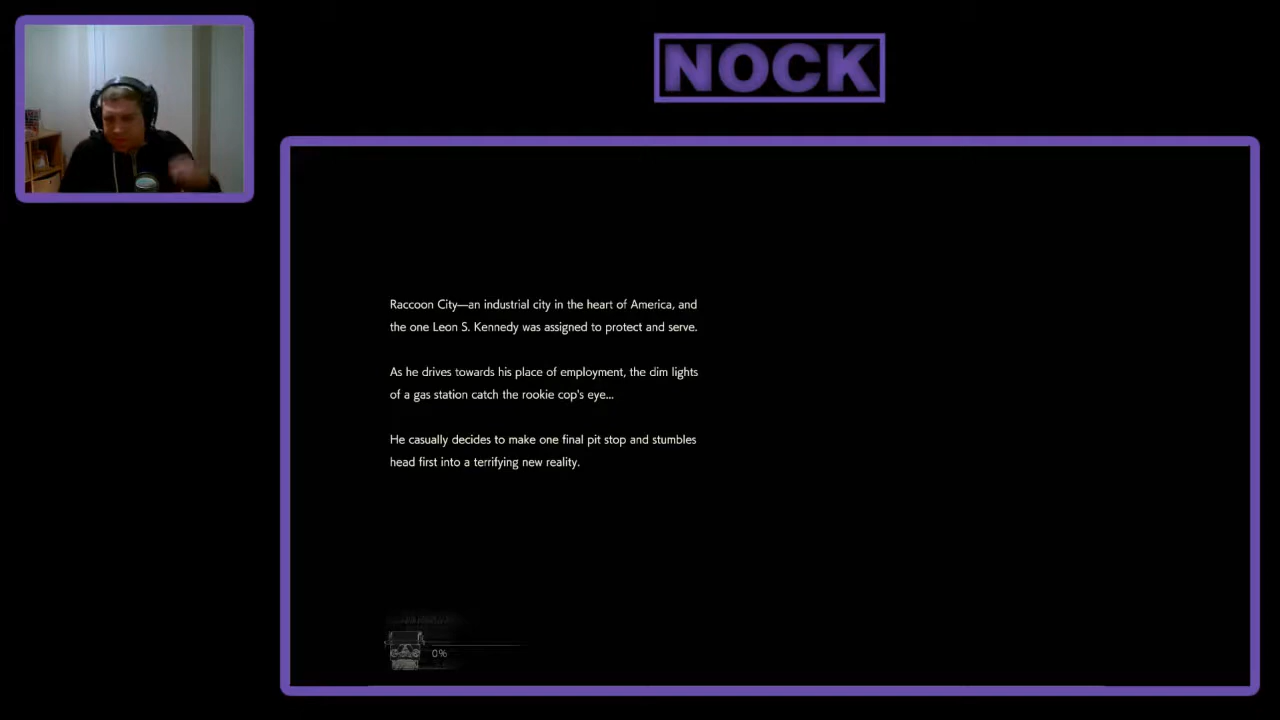 NOCK
Raccoon City—an industrial city in the heart of America, and
the one Leon S. Kennedy was assigned to protect and serve.
As he drives towards his place of employment, the dim lights
of a gas station catch the rookie cop's eye...
He casually decides to make one final pit stop and stumbles
head first into a terrifying new reality.
0%